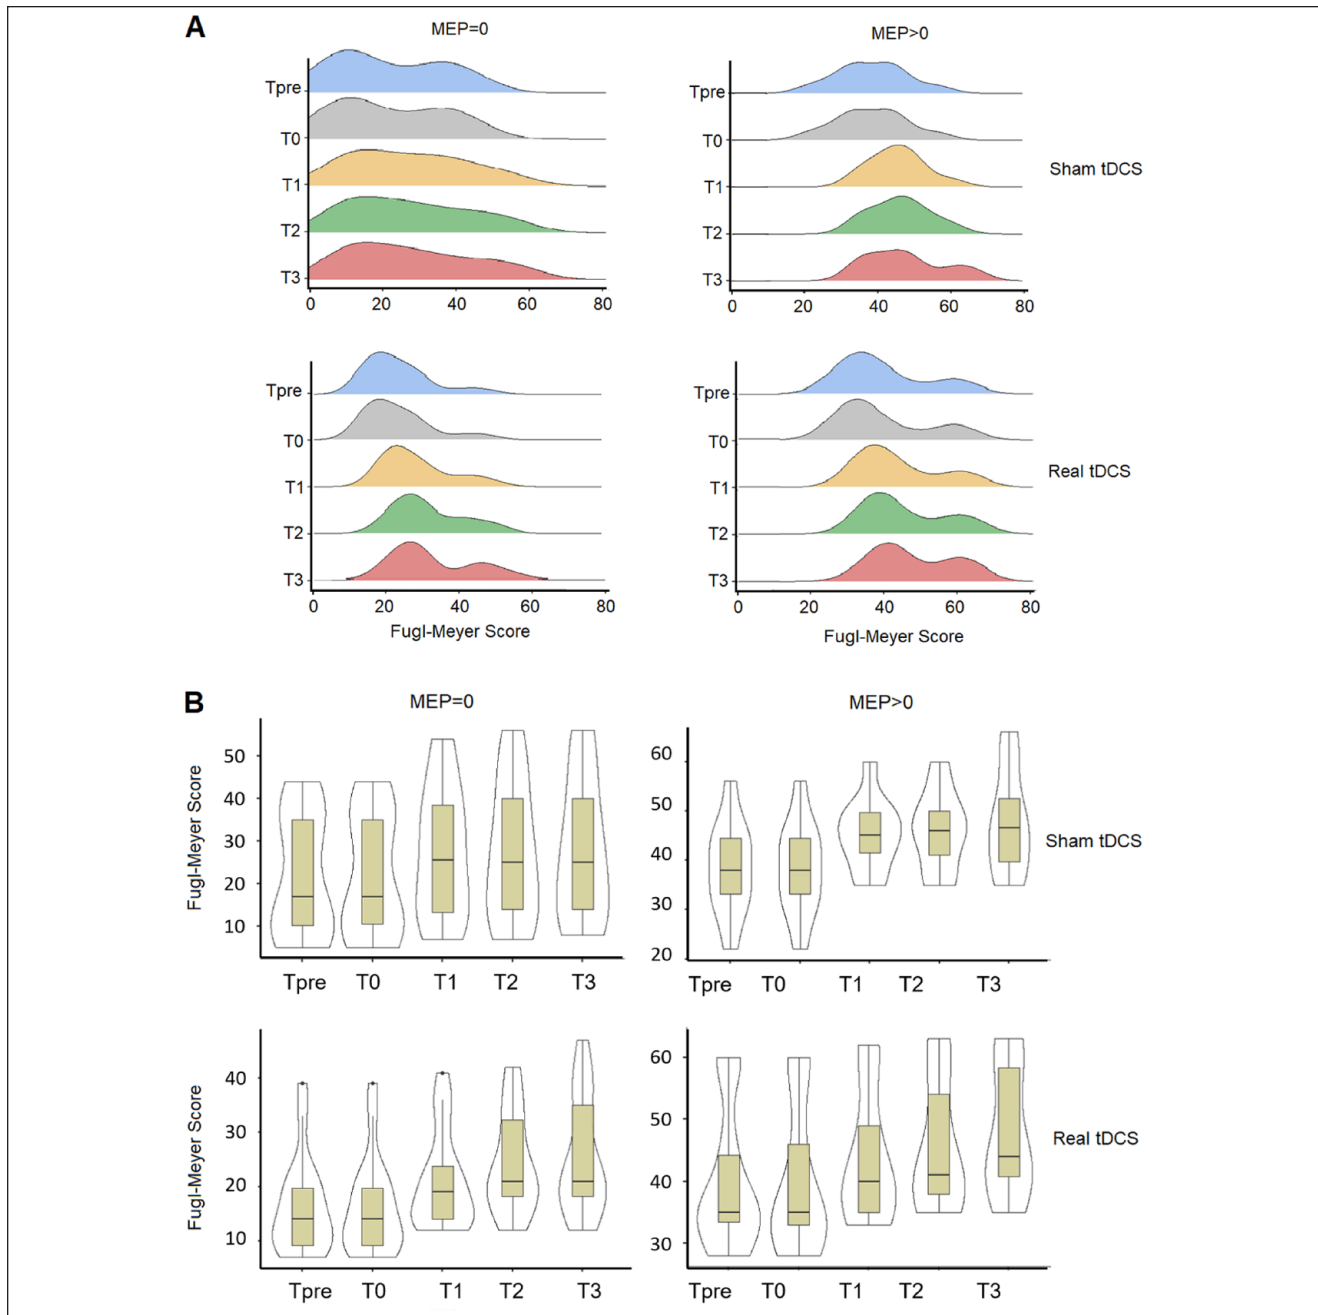 A
MEP=0
MEP>0
Tpre
T0
T1
T2
T3
0 20 40 60 80
Tpre
T0
T1
T2
T3
0 20 40 60 80
Sham tDCS
Tpre
T0
T1
T2
T3
0 20 40 60 80
Fugl-Meyer Score
Tpre
T0
T1
T2
T3
0 20 40 60 80
Fugl-Meyer Score
Real tDCS
B
MEP=0
MEP>0
Fugl-Meyer Score
50
40
30
20
10
Tpre T0 T1 T2 T3
60
50
40
30
20
Tpre T0 T1 T2 T3
Sham tDCS
Fugl-Meyer Score
40
30
20
10
Tpre T0 T1 T2 T3
60
50
40
30
Tpre T0 T1 T2 T3
Real tDCS